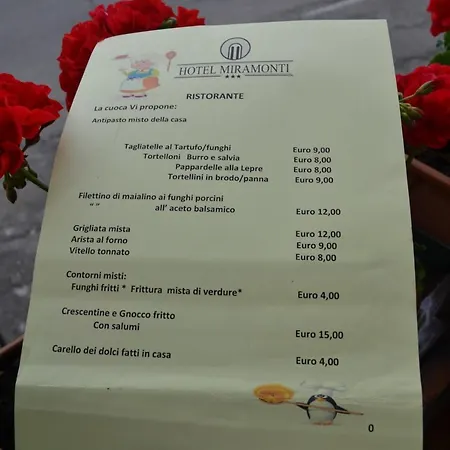 HOTEL MIRAMONTI
RISTORANTE
La cuoca Vi propone:
Antipasto misto della casa
Tagliatelle al Tartufo/funghi Euro 9,00
Tortelloni Burro e salvia Euro 8,00
Pappardelle alla Lepre Euro 8,00
Tortellini in brodo/panna Euro 9,00
Filettino di maialino ai funghi porcini
“ ” all’ aceto balsamico Euro 12,00
Grigliata mista Euro 12,00
Arista al forno Euro 9,00
Vitello tonnato Euro 8,00
Contorni misti:
Funghi fritti * Frittura mista di verdure* Euro 4,00
Crescentine e Gnocco fritto
Con salumi Euro 15,00
Carello dei dolci fatti in casa Euro 4,00
0